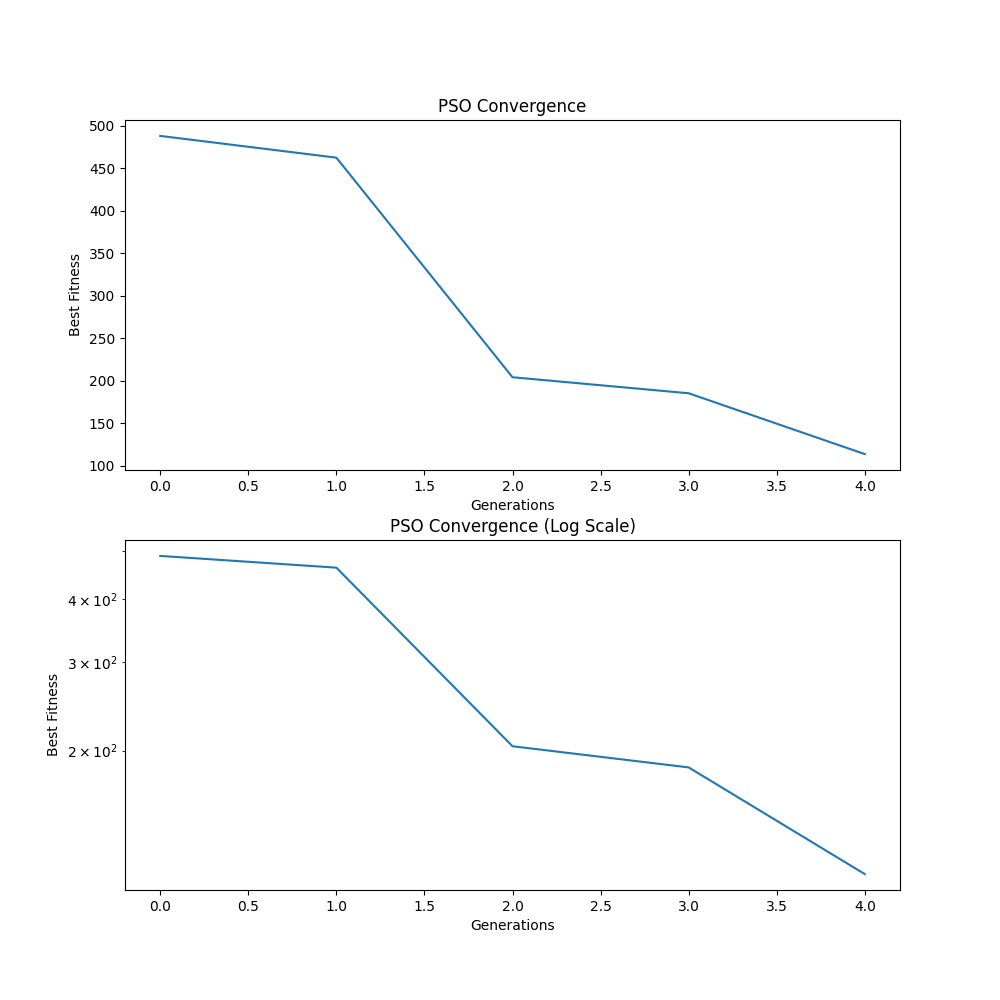 PSO Convergence
500
450
400
350
300
250
200
150
100
Best Fitness
0.0 0.5 1.0 1.5 2.0 2.5 3.0 3.5 4.0
Generations
PSO Convergence (Log Scale)
4 × 10²
3 × 10²
2 × 10²
Best Fitness
0.0 0.5 1.0 1.5 2.0 2.5 3.0 3.5 4.0
Generations